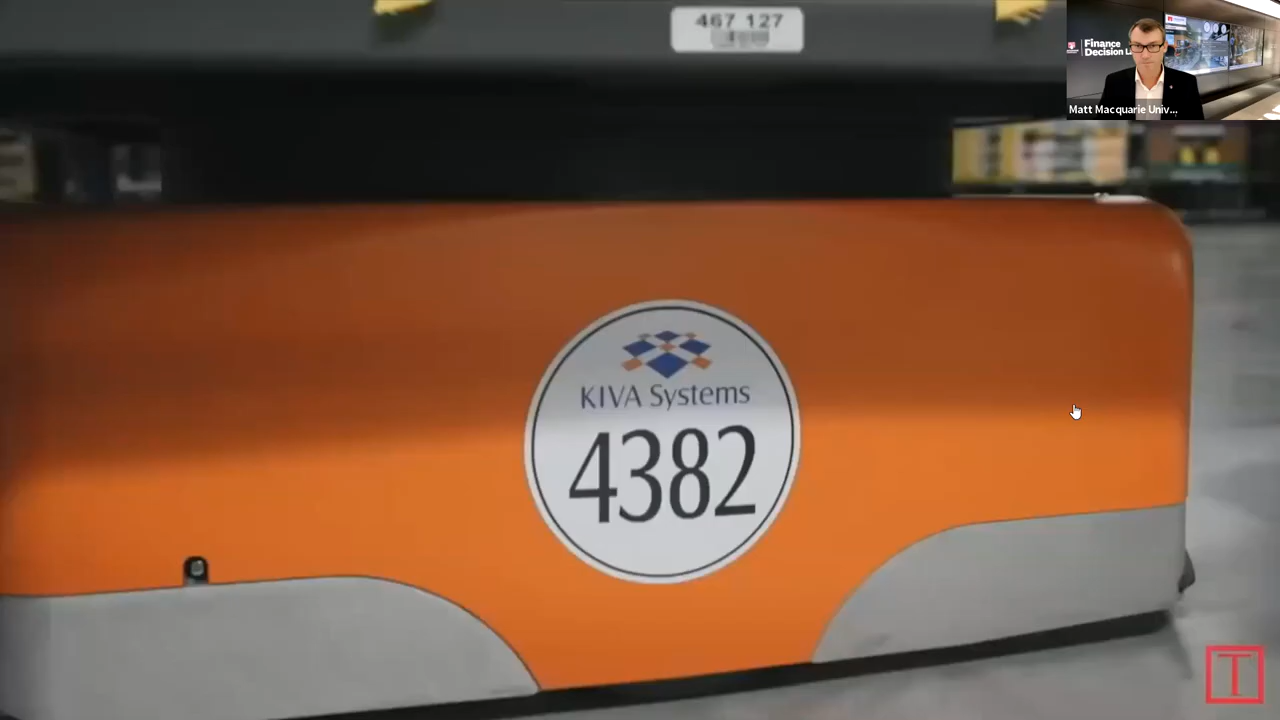 467 127
Finance
Decision L
Matt Macquarie Univ...
KIVA Systems
4382
T